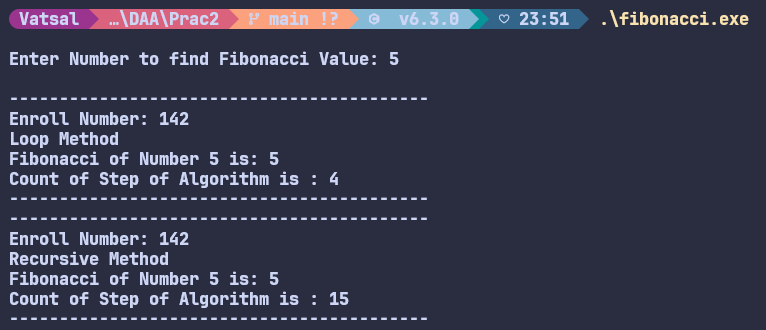 Vatsal …\DAA\Prac2 main !? v6.3.0 23:51 .\fibonacci.exe
Enter Number to find Fibonacci Value: 5
------------------------------------------
Enroll Number: 142
Loop Method
Fibonacci of Number 5 is: 5
Count of Step of Algorithm is : 4
------------------------------------------
------------------------------------------
Enroll Number: 142
Recursive Method
Fibonacci of Number 5 is: 5
Count of Step of Algorithm is : 15
------------------------------------------